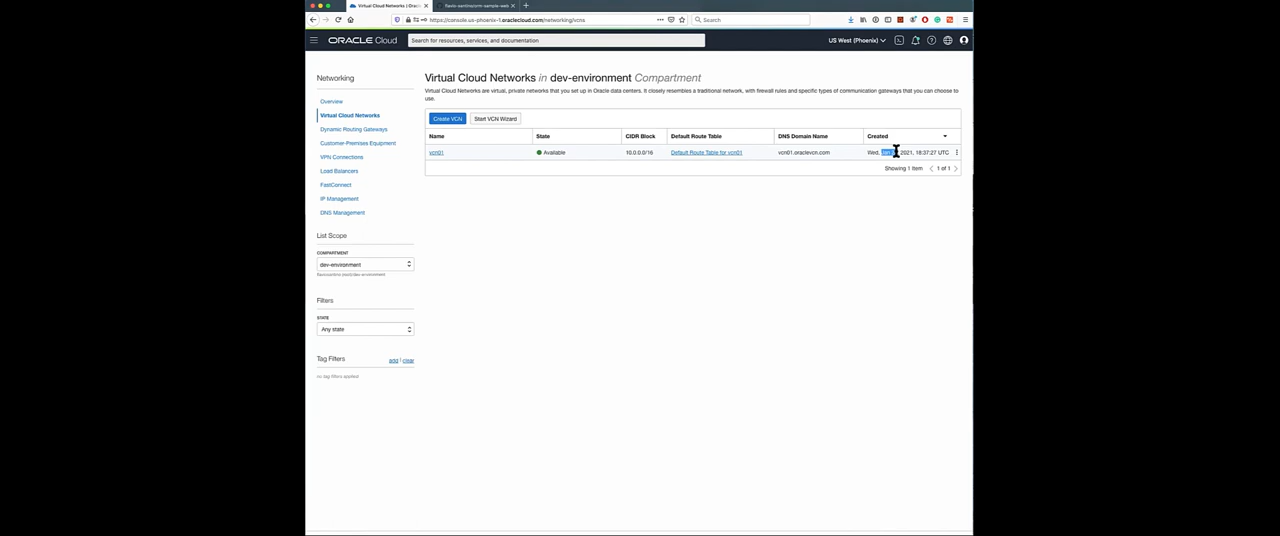 Virtual Cloud Networks | Oracl
flavio-santino/orm-sample-web
https://console.us-phoenix-1.oraclecloud.com/networking/vcns
Search
ORACLE Cloud
Search for resources, services, and documentation
US West (Phoenix)
Networking
Overview
Virtual Cloud Networks
Dynamic Routing Gateways
Customer-Premises Equipment
VPN Connections
Load Balancers
FastConnect
IP Management
DNS Management
List Scope
COMPARTMENT
dev-environment
Filters
STATE
Any state
Tag Filters add | clear
no tag filters applied
Virtual Cloud Networks in dev-environment Compartment
Virtual Cloud Networks are virtual, private networks that you set up in Oracle data centers. It closely resembles a traditional network, with firewall rules and specific types of communication gateways that you can choose to
use.
Create VCN Start VCN Wizard
Name State CIDR Block Default Route Table DNS Domain Name Created
vcn01 Available 10.0.0.0/16 Default Route Table for vcn01 vcn01.oraclevcn.com Wed, Jan 2021, 18:37:27 UTC
Showing 1 item 1 of 1